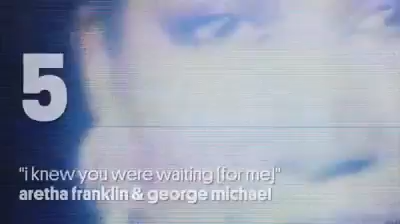 5
"i knew you were waiting (for me)"
aretha franklin & george michael